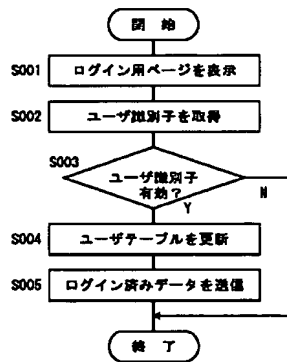 開 始
S001
ログイン用ページを表示
S002
ユーザ識別子を取得
S003
ユーザ識別子
有効？
N
Y
S004
ユーザテーブルを更新
S005
ログイン済みデータを送信
終 了